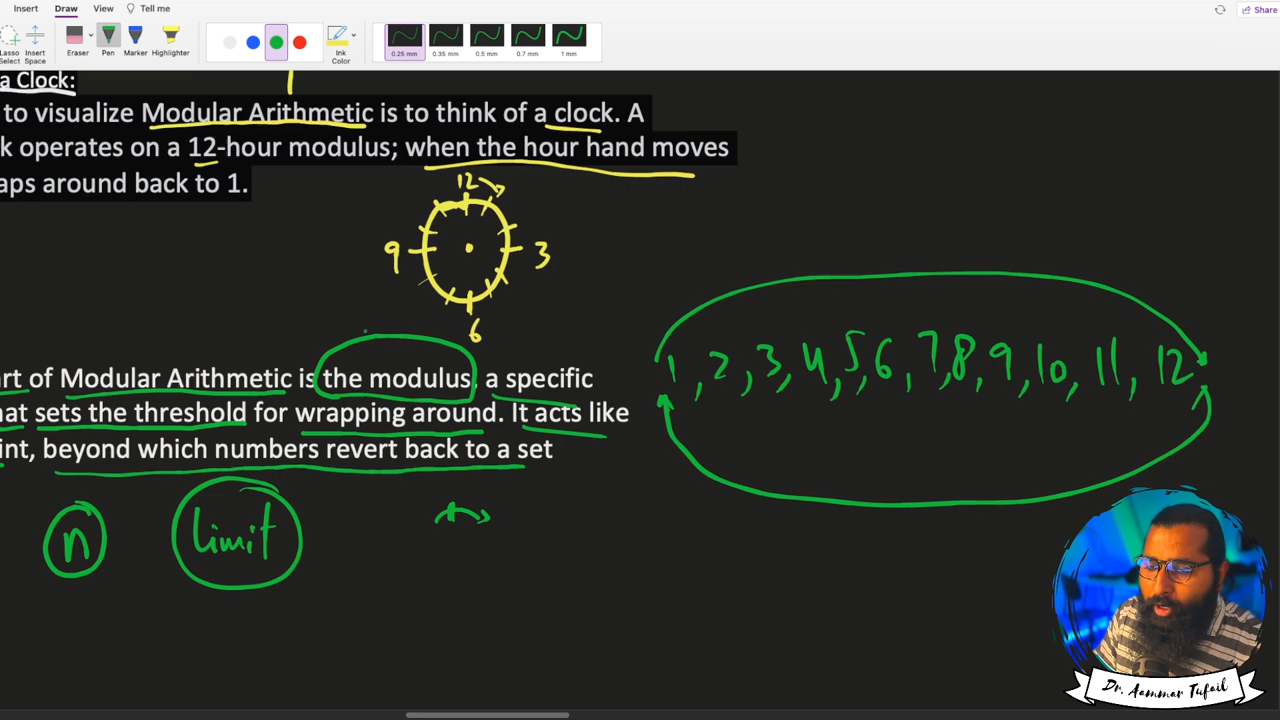 Insert Draw View Tell me
Share
Lasso Select
Insert Space
Eraser
Pen
Marker
Highlighter
Ink Color
0.25 mm
0.35 mm
0.5 mm
0.7 mm
1 mm
a Clock:
to visualize Modular Arithmetic is to think of a clock. A
k operates on a 12-hour modulus; when the hour hand moves
aps around back to 1.
12
9
3
6
art of Modular Arithmetic is the modulus, a specific
hat sets the threshold for wrapping around. It acts like
int, beyond which numbers revert back to a set
n
limit
1, 2, 3, 4, 5, 6, 7, 8, 9, 10, 11, 12
Dr. Aammar Tufail